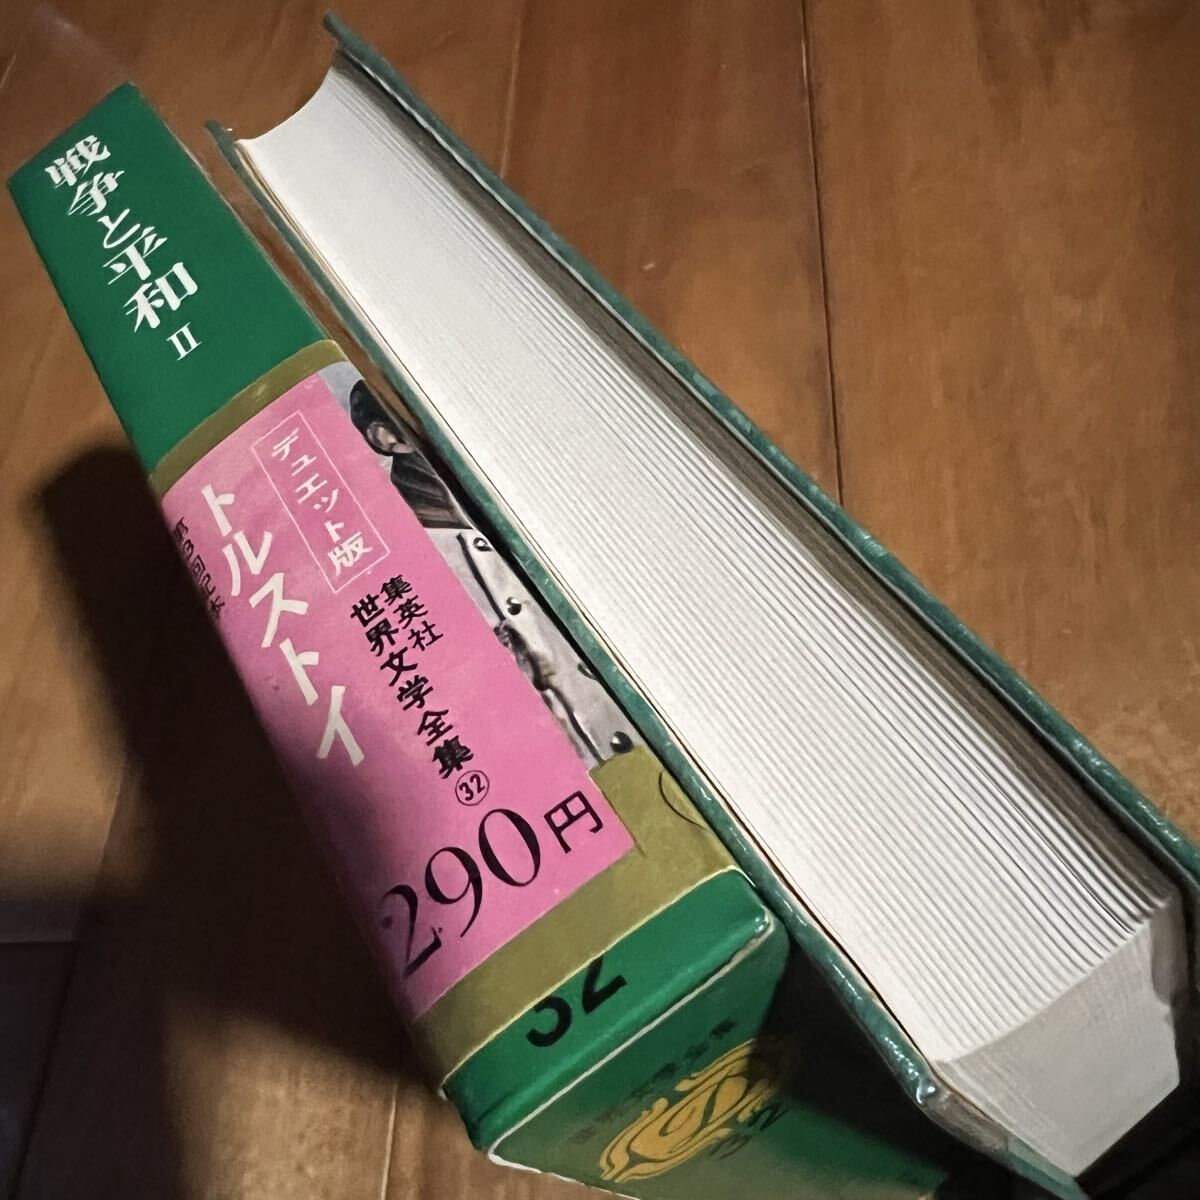 戦争と平和 II
デュエット版
トルストイ
集英社
世界文学全集 32
290円
32
32